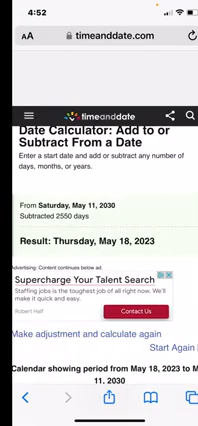 4:52
AA timeanddate.com
timeanddate
Date Calculator: Add to or
Subtract From a Date
Enter a start date and add or subtract any number of
days, months, or years.
From Saturday, May 11, 2030
Subtracted 2550 days
Result: Thursday, May 18, 2023
Advertising: Content continues below ad.
Supercharge Your Talent Search
Staffing jobs is the toughest job of all right now. We'll
make it quick and easy.
Robert Half
Contact Us
Make adjustment and calculate again
Start Again
Calendar showing period from May 18, 2023 to M
11, 2030